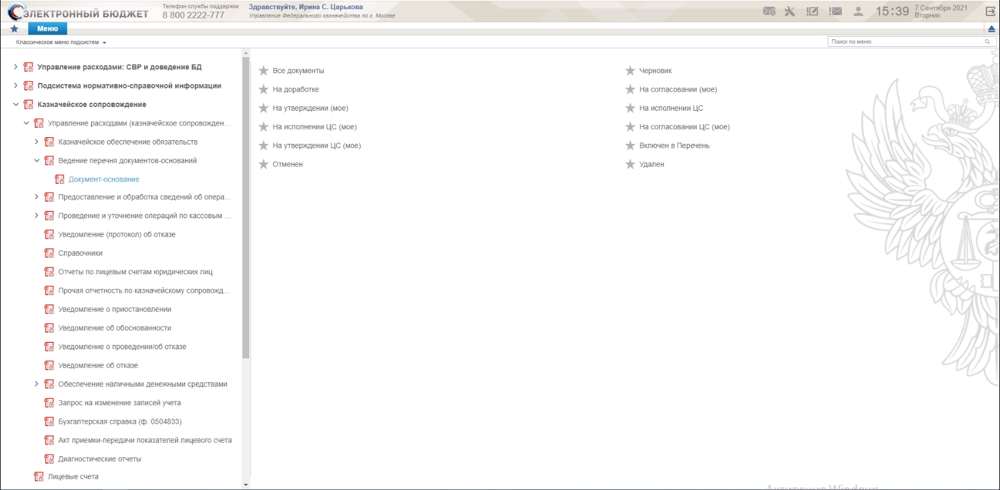 ЭЛЕКТРОННЫЙ БЮДЖЕТ
Телефон службы поддержки
8 800 2222-777
Здравствуйте, Ирина С. Царькова
Управление Федерального казначейства по г. Москве
15:39
7 Сентября 2021
Вторник
Меню
Классическое меню подсистем
Поиск по меню
Управление расходами: СВР и доведение БД
Подсистема нормативно-справочной информации
Казначейское сопровождение
Управление расходами (казначейское сопровожден...
Казначейское обеспечение обязательств
Ведение перечня документов-оснований
Документ-основание
Предоставление и обработка сведений об опера...
Проведение и уточнение операций по кассовым ...
Уведомление (протокол) об отказе
Справочники
Отчеты по лицевым счетам юридических лиц
Прочая отчетность по казначейскому сопровожд...
Уведомление о приостановлении
Уведомление об обоснованности
Уведомление о проведении/об отказе
Уведомление об отказе
Обеспечение наличными денежными средствами
Запрос на изменение записей учета
Бухгалтерская справка (ф. 0504833)
Акт приемки-передачи показателей лицевого счета
Диагностические отчеты
Лицевые счета
Все документы
На доработке
На утверждении (мое)
На исполнении ЦС (мое)
На утверждении ЦС (мое)
Отменен
Черновик
На согласовании (мое)
На исполнении ЦС
На согласовании ЦС (мое)
Включен в Перечень
Удален
Активация Windows